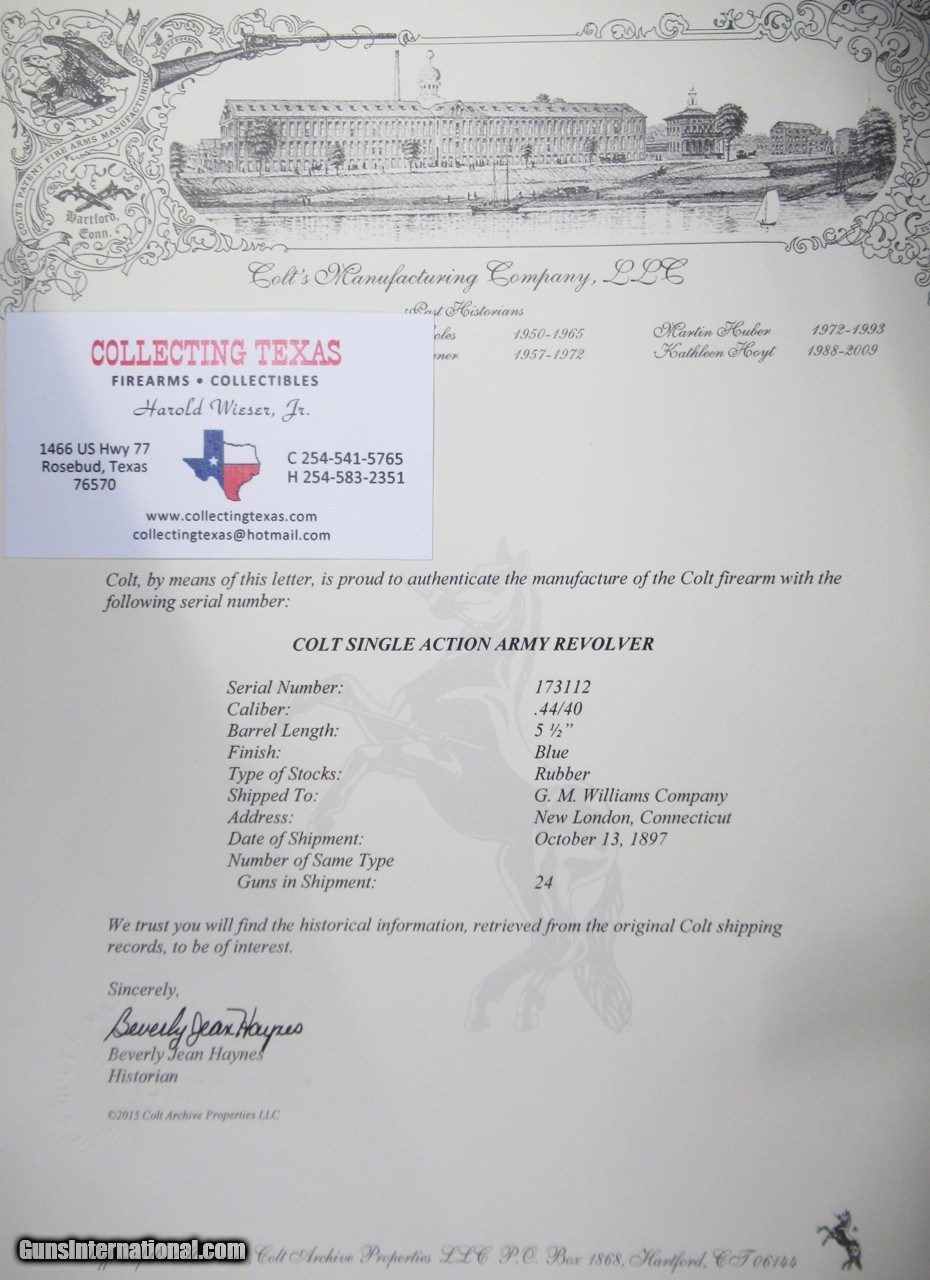 COLT'S PATENT FIRE ARMS MANUFACTURING CO.
Hartford,
Conn.
Colt's Manufacturing Company, LLC
Past Historians
1950-1965 Martin Huber 1972-1993
1957-1972 Kathleen Hoyt 1988-2009
COLLECTING TEXAS
FIREARMS • COLLECTIBLES
Harold Wieser, Jr.
1466 US Hwy 77
Rosebud, Texas
76570
C 254-541-5765
H 254-583-2351
www.collectingtexas.com
collectingtexas@hotmail.com
Colt, by means of this letter, is proud to authenticate the manufacture of the Colt firearm with the
following serial number:
COLT SINGLE ACTION ARMY REVOLVER
Serial Number: 173112
Caliber: .44/40
Barrel Length: 5 ½”
Finish: Blue
Type of Stocks: Rubber
Shipped To: G. M. Williams Company
Address: New London, Connecticut
Date of Shipment: October 13, 1897
Number of Same Type
Guns in Shipment: 24
We trust you will find the historical information, retrieved from the original Colt shipping
records, to be of interest.
Sincerely,
Beverly Jean Haynes
Beverly Jean Haynes
Historian
©2015 Colt Archive Properties LLC
Colt Archive Properties LLC P.O. Box 1868, Hartford, CT 06144
GunsInternational.com